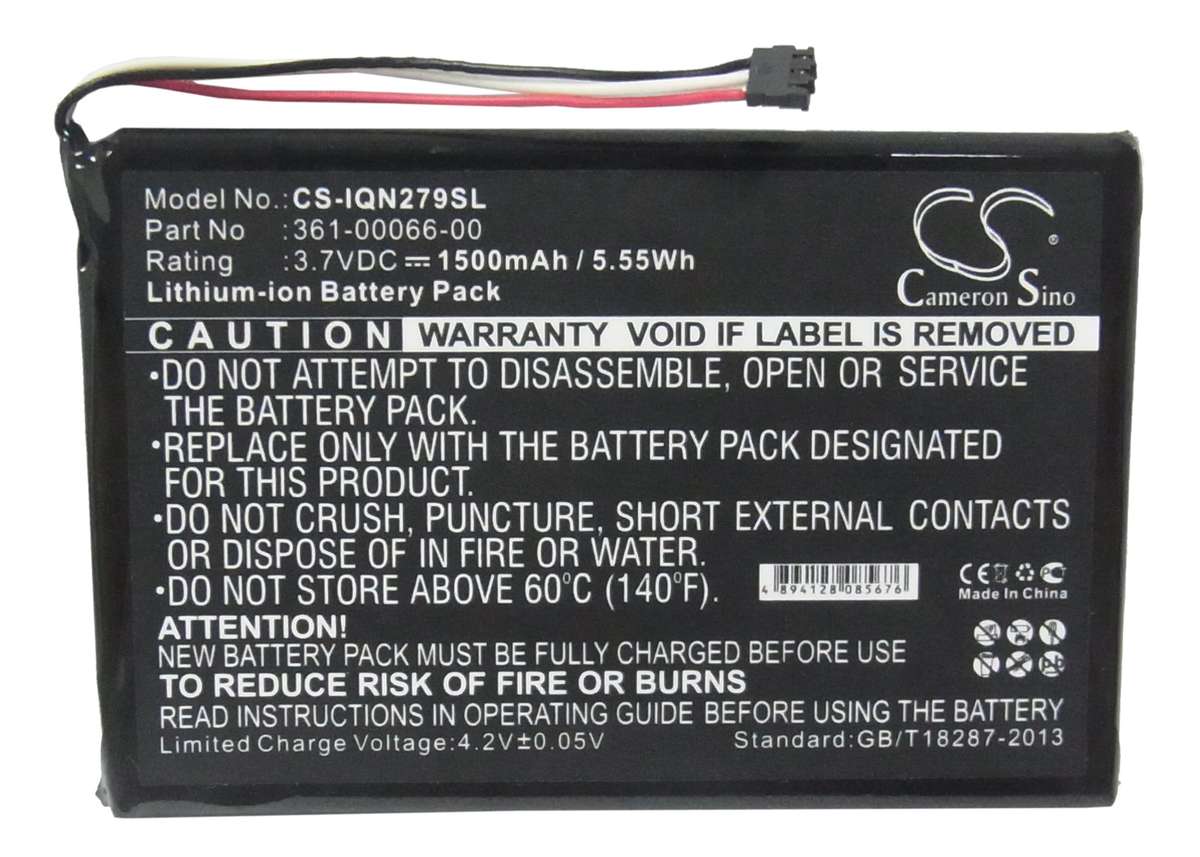 Model No.: CS-IQN279SL
Part No : 361-00066-00
Rating : 3.7VDC ⎓ 1500mAh / 5.55Wh
Lithium-ion Battery Pack
CS®
Cameron Sino
CAUTION WARRANTY VOID IF LABEL IS REMOVED
•DO NOT ATTEMPT TO DISASSEMBLE, OPEN OR SERVICE
THE BATTERY PACK.
•REPLACE ONLY WITH THE BATTERY PACK DESIGNATED
FOR THIS PRODUCT.
•DO NOT CRUSH, PUNCTURE, SHORT EXTERNAL CONTACTS
OR DISPOSE OF IN FIRE OR WATER.
•DO NOT STORE ABOVE 60°C (140°F).
4 894128 085676
CE
Made In China
ATTENTION!
NEW BATTERY PACK MUST BE FULLY CHARGED BEFORE USE
TO REDUCE RISK OF FIRE OR BURNS
READ INSTRUCTIONS IN OPERATING GUIDE BEFORE USING THE BATTERY
Limited Charge Voltage:4.2V±0.05V
Standard:GB/T18287-2013